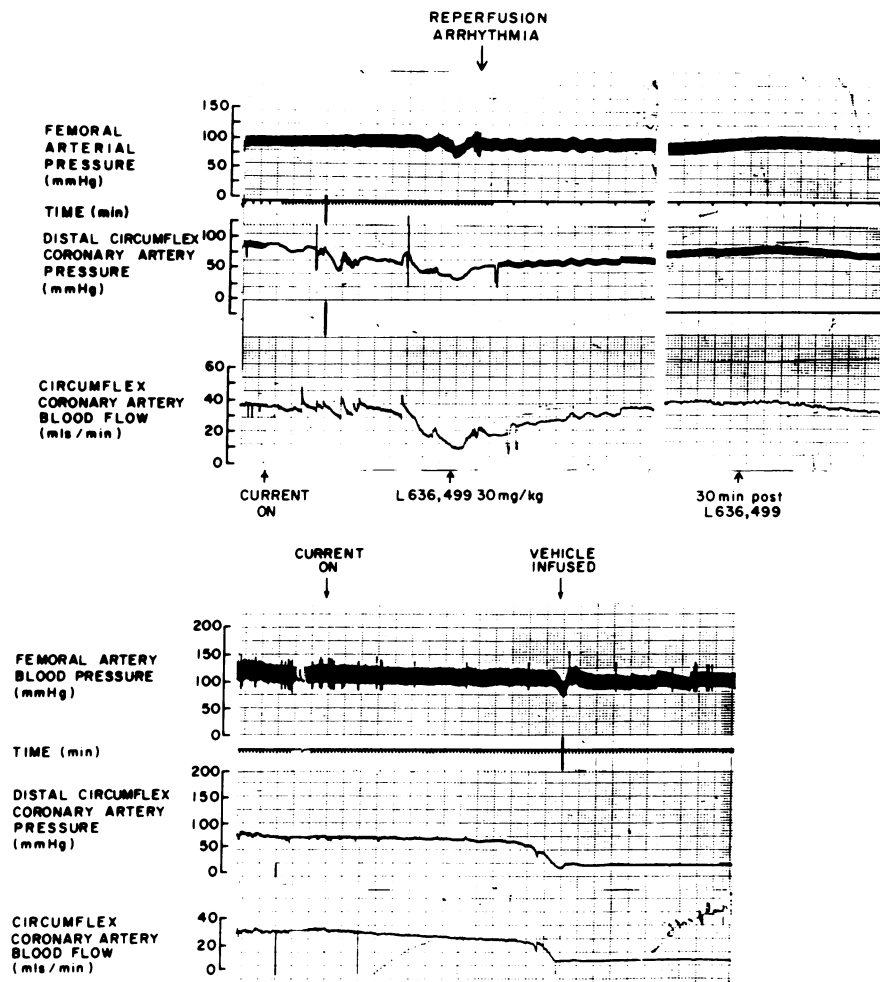 REPERFUSION
ARRHYTHMIA
150
100
50
0
FEMORAL
ARTERIAL
PRESSURE
(mmHg)
TIME (min)
DISTAL CIRCUMFLEX
CORONARY ARTERY
PRESSURE
(mmHg)
100
50
0
60
40
20
0
CIRCUMFLEX
CORONARY ARTERY
BLOOD FLOW
(mls/min)
CURRENT
ON
L636,499 30mg/kg
30min post
L636,499
CURRENT
ON
VEHICLE
INFUSED
200
150
100
50
0
FEMORAL ARTERY
BLOOD PRESSURE
(mmHg)
TIME (min)
200
150
100
50
0
DISTAL CIRCUMFLEX
CORONARY ARTERY
PRESSURE
(mmHg)
40
20
0
CIRCUMFLEX
CORONARY ARTERY
BLOOD FLOW
(mls/min)